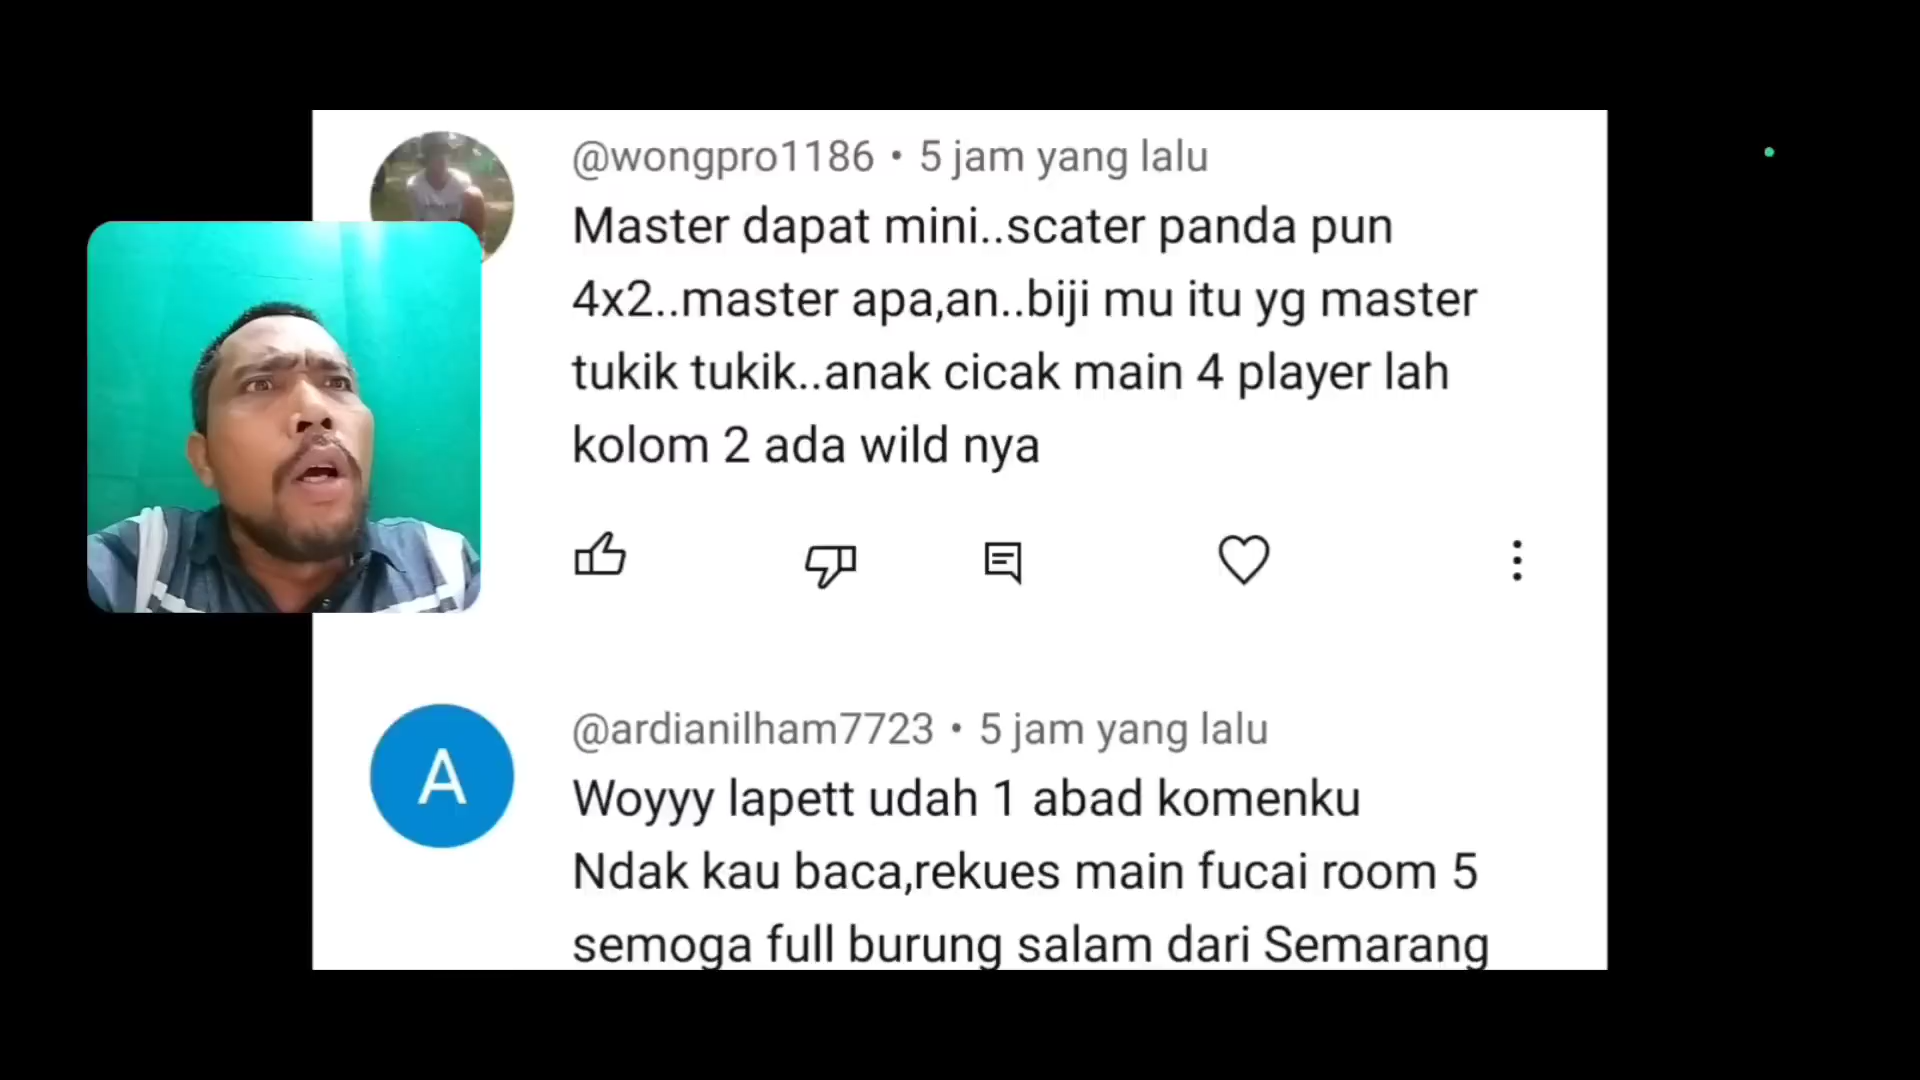 @wongpro1186 • 5 jam yang lalu
Master dapat mini..scater panda pun
4x2..master apa,an..biji mu itu yg master
tukik tukik..anak cicak main 4 player lah
kolom 2 ada wild nya
A
@ardianilham7723 • 5 jam yang lalu
Woyyy lapett udah 1 abad komenku
Ndak kau baca,rekues main fucai room 5
semoga full burung salam dari Semarang